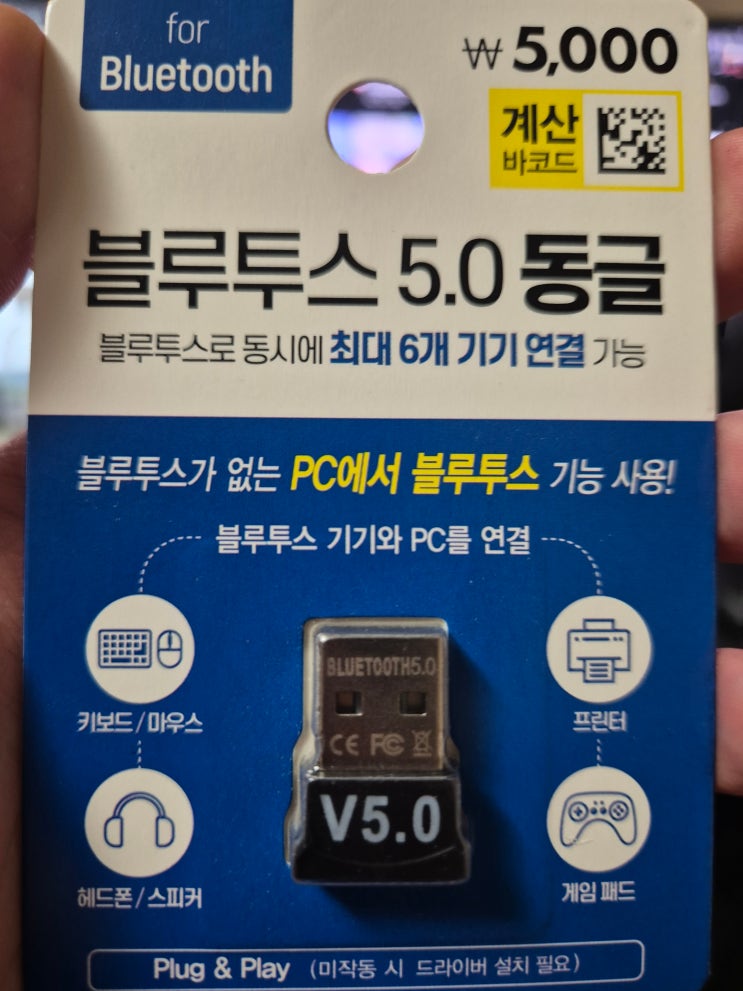 for
Bluetooth
₩ 5,000
계산
바코드
블루투스 5.0 동글
블루투스로 동시에 최대 6개 기기 연결 가능
블루투스가 없는 PC에서 블루투스 기능 사용!
블루투스 기기와 PC를 연결
키보드 / 마우스
프린터
BLUETOOTH5.0
CE FC
V5.0
헤드폰 / 스피커
게임 패드
Plug & Play (미작동 시 드라이버 설치 필요)